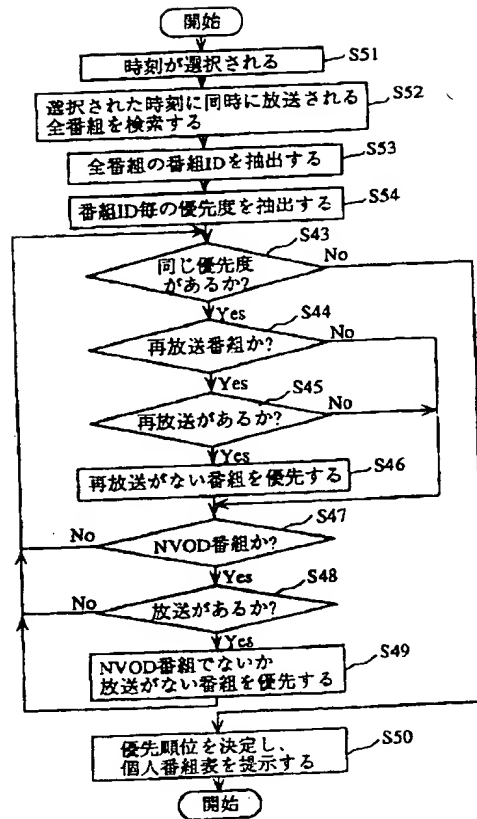 開始
時刻が選択される
S51
選択された時刻に同時に放送される
全番組を検索する
S52
全番組の番組IDを抽出する
S53
番組ID毎の優先度を抽出する
S54
同じ優先度
があるか?
S43
No
Yes
再放送番組か?
S44
No
Yes
再放送があるか?
S45
No
Yes
再放送がない番組を優先する
S46
NVOD番組か?
S47
No
Yes
放送があるか?
S48
No
Yes
NVOD番組でないか
放送がない番組を優先する
S49
優先順位を決定し、
個人番組表を提示する
S50
開始